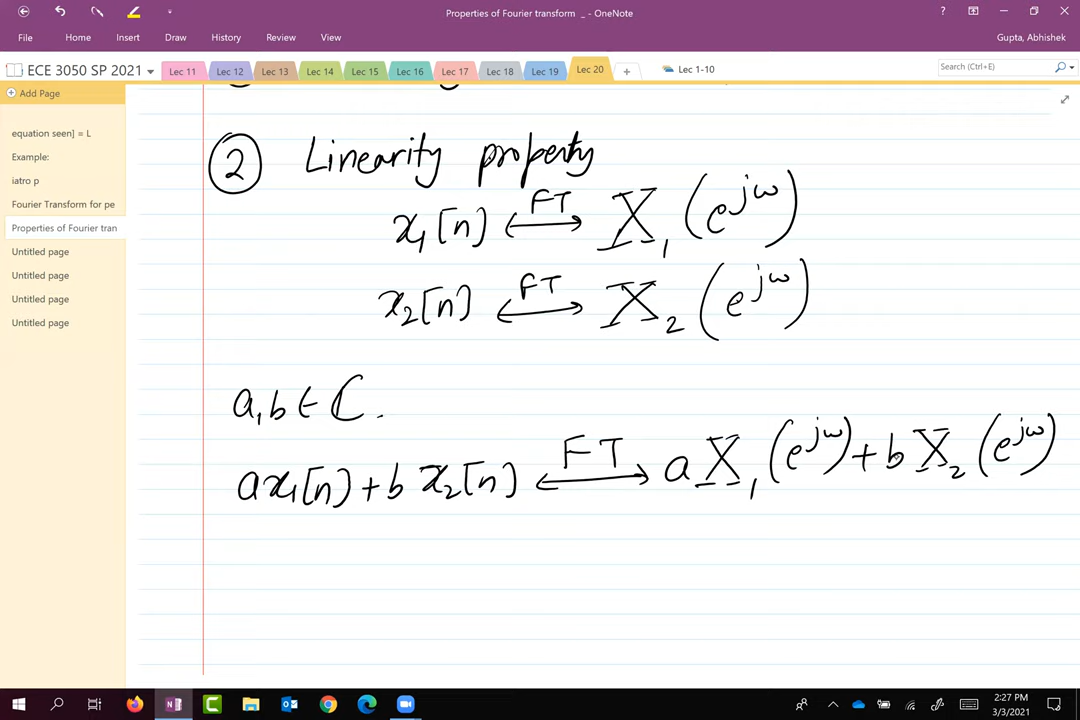 Properties of Fourier transform _ - OneNote
File Home Insert Draw History Review View Gupta, Abhishek
ECE 3050 SP 2021 Lec 11 Lec 12 Lec 13 Lec 14 Lec 15 Lec 16 Lec 17 Lec 18 Lec 19 Lec 20 + Lec 1-10 Search (Ctrl+E)
Add Page
equation seen] = L
Example:
iatro p
Fourier Transform for pe
Properties of Fourier tran
Untitled page
Untitled page
Untitled page
Untitled page
② Linearity property
x₁[n] ⟷FT X₁(e^{jω})
x₂[n] ⟷FT X₂(e^{jω})
a, b ∈ ℂ.
a x₁[n] + b x₂[n] ⟷FT a X₁(e^{jω}) + b X₂(e^{jω})
2:27 PM
3/3/2021